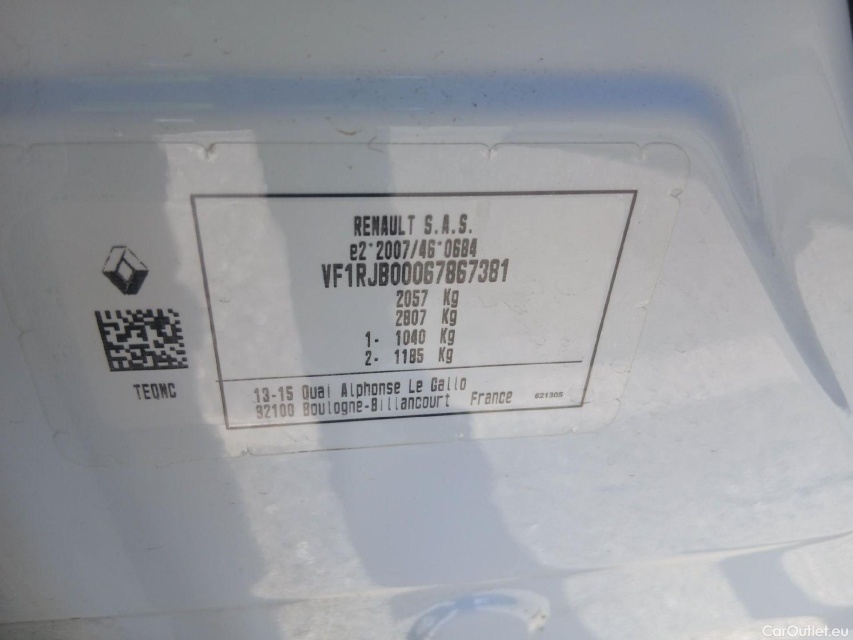 RENAULT S.A.S.
e2*2007/46*0684
VF1RJB00067867381
2057 Kg
2807 Kg
1- 1040 Kg
2- 1185 Kg
TEQMC
13-15 Quai Alphonse Le Gallo
92100 Boulogne-Billancourt France
621305
CarOutlet.eu